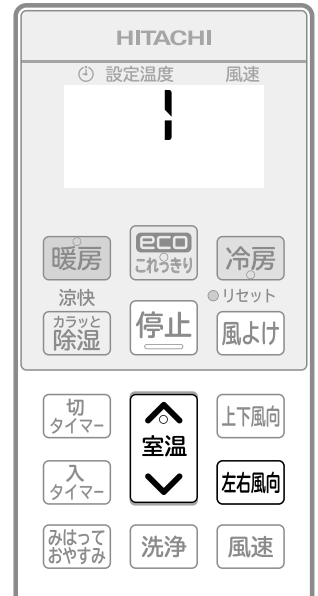 HITACHI
設定温度 風速
1
暖房
eco
これっきり
冷房
涼快
リセット
カラッと
除湿
停止
風よけ
切
タイマー
室温
上下風向
入
タイマー
左右風向
みはって
おやすみ
洗浄
風速